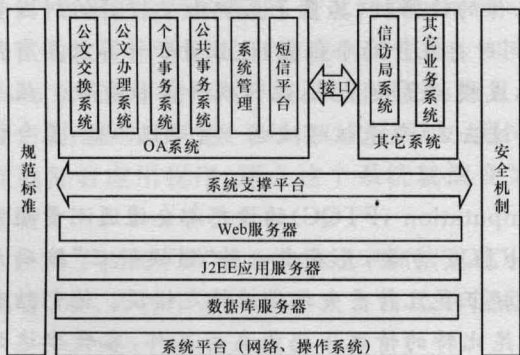 公文交换系统
公文办理系统
个人事务系统
公共事务系统
系统管理
短信平台
接口
信访局系统
其它业务系统
OA系统
其它系统
规范标准
安全机制
系统支撑平台
Web服务器
J2EE应用服务器
数据库服务器
系统平台（网络、操作系统）